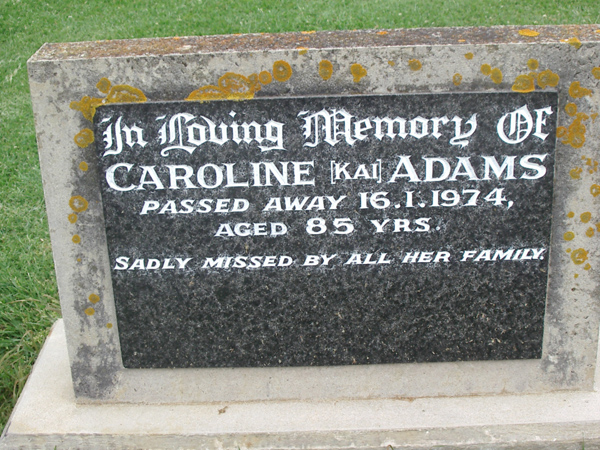 In Loving Memory Of
CAROLINE [KAI] ADAMS
PASSED AWAY 16.1.1974,
AGED 85 YRS.
SADLY MISSED BY ALL HER FAMILY.